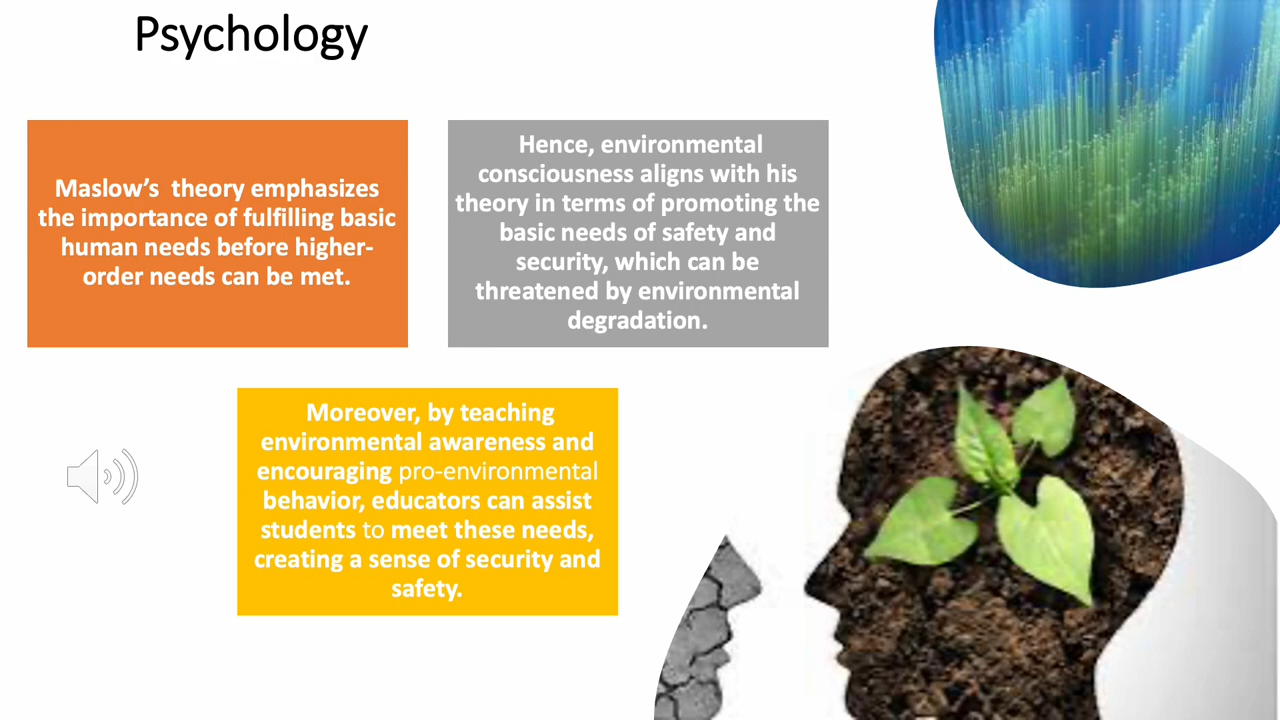 Psychology
Maslow’s  theory emphasizes
the importance of fulfilling basic
human needs before higher-
order needs can be met.
Hence, environmental
consciousness aligns with his
theory in terms of promoting the
basic needs of safety and
security, which can be
threatened by environmental
degradation.
Moreover, by teaching
environmental awareness and
encouraging pro-environmental
behavior, educators can assist
students to meet these needs,
creating a sense of security and
safety.